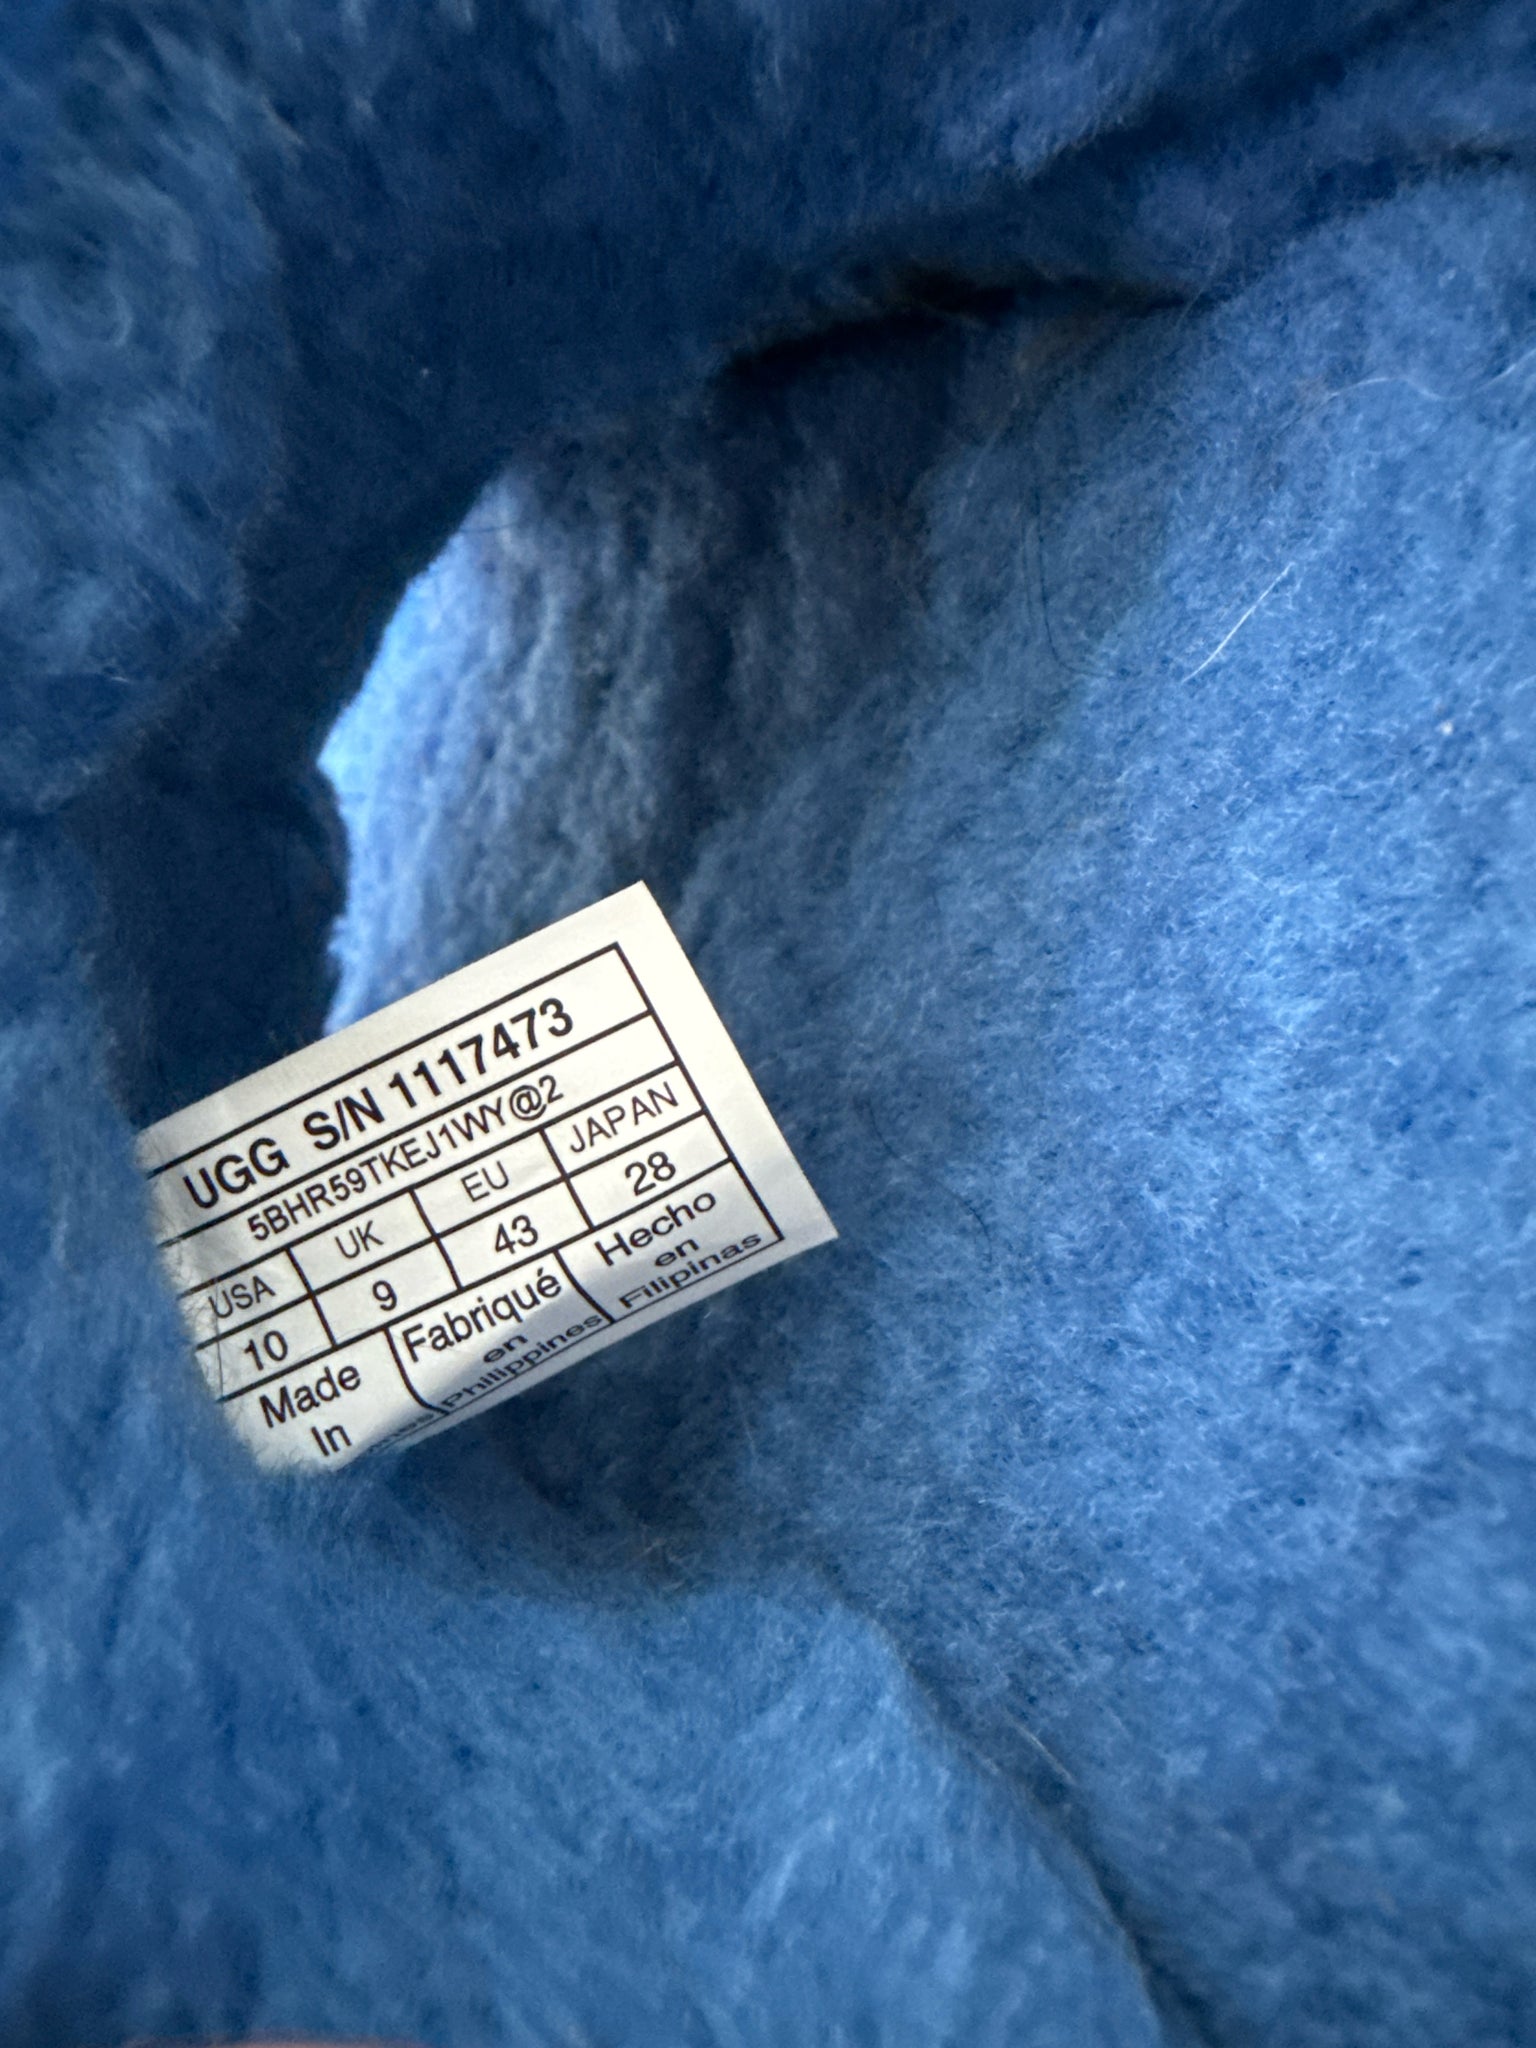 UGG S/N 1117473
5BHR59TKEJ1WY@2
USA UK EU JAPAN
10 9 43 28
Made Fabriqué Hecho
In en en
Philippines Filipinas